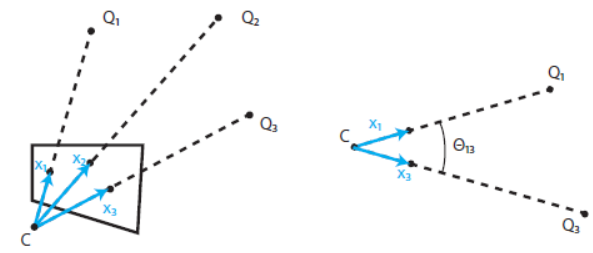 Q₁
Q₂
Q₃
x₁
x₂
x₃
C
Q₁
x₁
C
Θ₁₃
x₃
Q₃